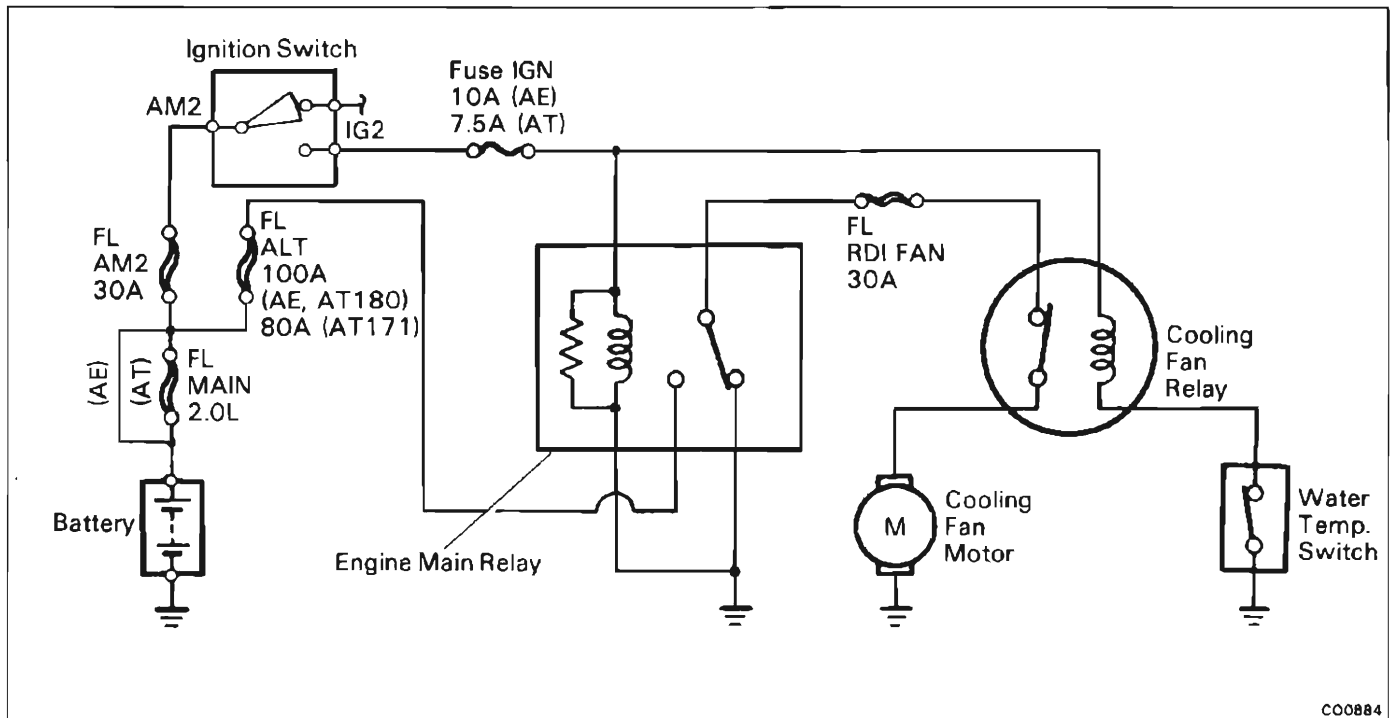 Ignition Switch
AM2
IG2
Fuse IGN
10A (AE)
7.5A (AT)
FL
AM2
30A
FL
ALT
100A
(AE, AT180)
80A (AT171)
(AE)
(AT)
FL
MAIN
2.0L
Battery
Engine Main Relay
FL
RDI FAN
30A
Cooling
Fan
Relay
M
Cooling
Fan
Motor
Water
Temp.
Switch
CO0884